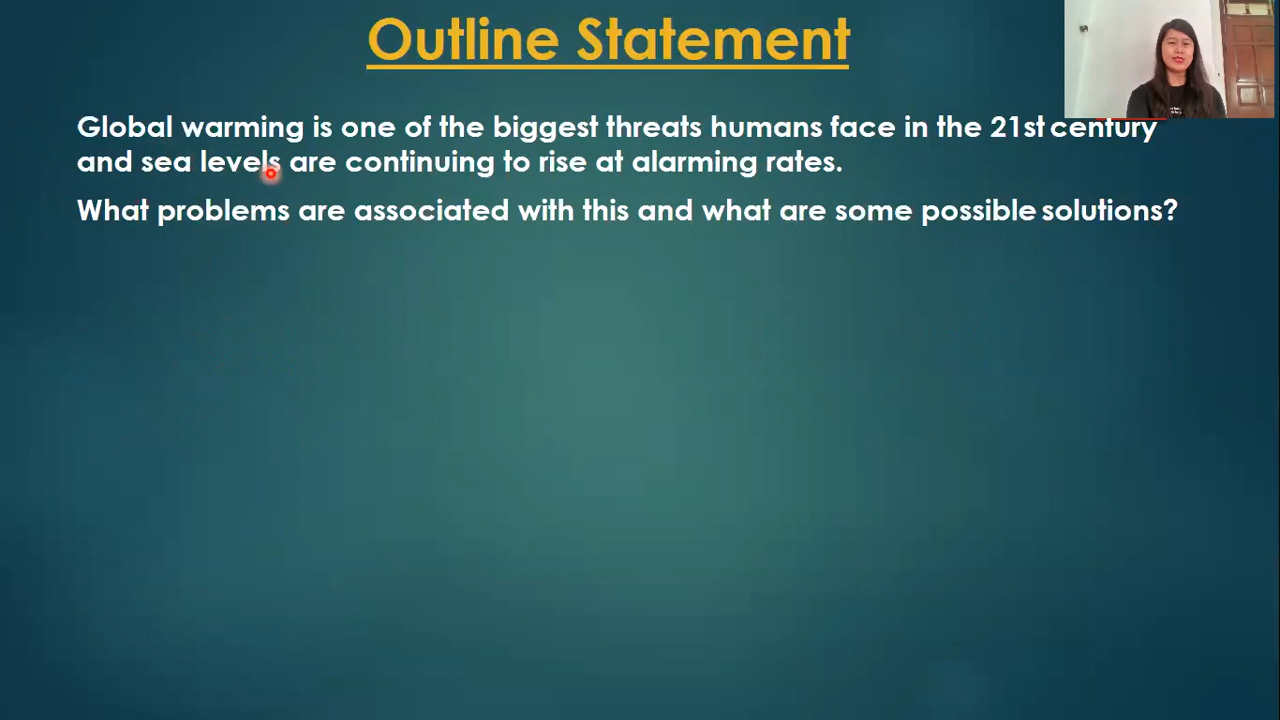 Outline Statement
Global warming is one of the biggest threats humans face in the 21st century
and sea levels are continuing to rise at alarming rates.
What problems are associated with this and what are some possible solutions?